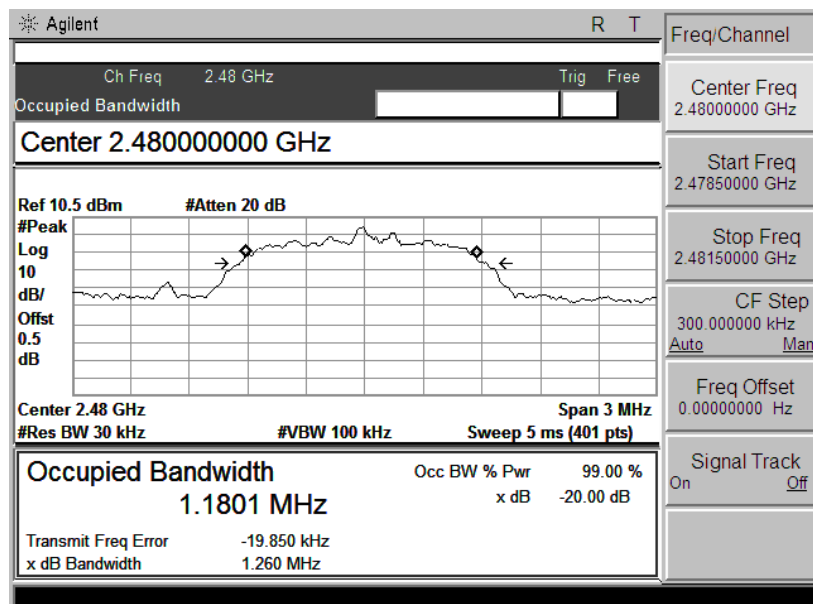 Agilent R T
Ch Freq 2.48 GHz Trig Free
Occupied Bandwidth
Center 2.480000000 GHz
Ref 10.5 dBm #Atten 20 dB
#Peak
Log
10
dB/
Offst
0.5
dB
Center 2.48 GHz Span 3 MHz
#Res BW 30 kHz #VBW 100 kHz Sweep 5 ms (401 pts)
Occupied Bandwidth Occ BW % Pwr 99.00 %
1.1801 MHz x dB -20.00 dB
Transmit Freq Error -19.850 kHz
x dB Bandwidth 1.260 MHz
Freq/Channel
Center Freq
2.48000000 GHz
Start Freq
2.47850000 GHz
Stop Freq
2.48150000 GHz
CF Step
300.000000 kHz
Auto Man
Freq Offset
0.00000000 Hz
Signal Track
On Off